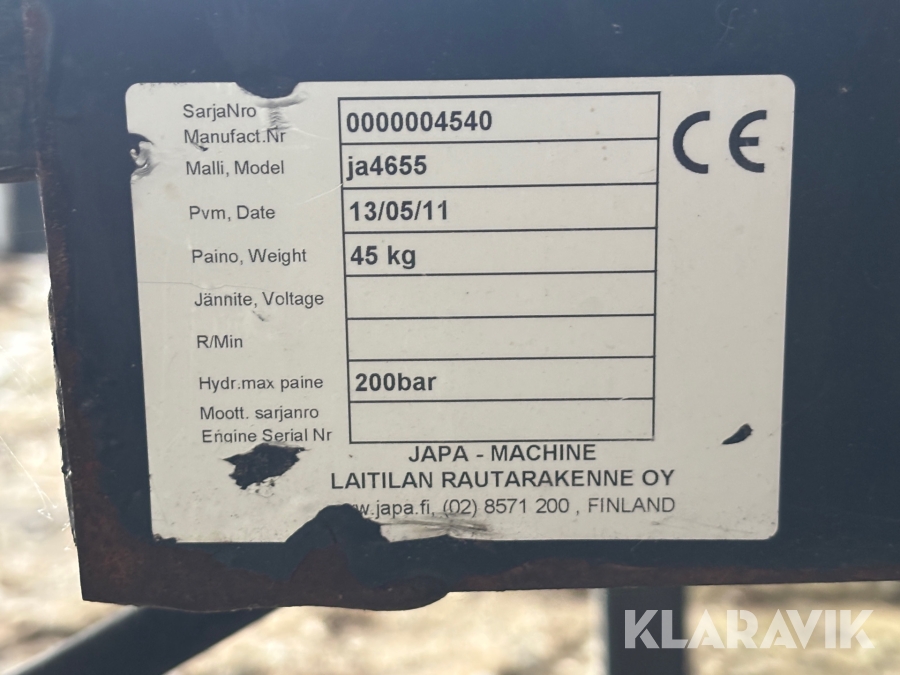 SarjaNro
Manufact.Nr
0000004540
Malli, Model
ja4655
Pvm, Date
13/05/11
Paino, Weight
45 kg
Jännite, Voltage
R/Min
Hydr.max paine
200bar
Moott. sarjanro
Engine Serial Nr
CE
JAPA - MACHINE
LAITILAN RAUTARAKENNE OY
w.japa.fi, (02) 8571 200 , FINLAND
KLARAVIK